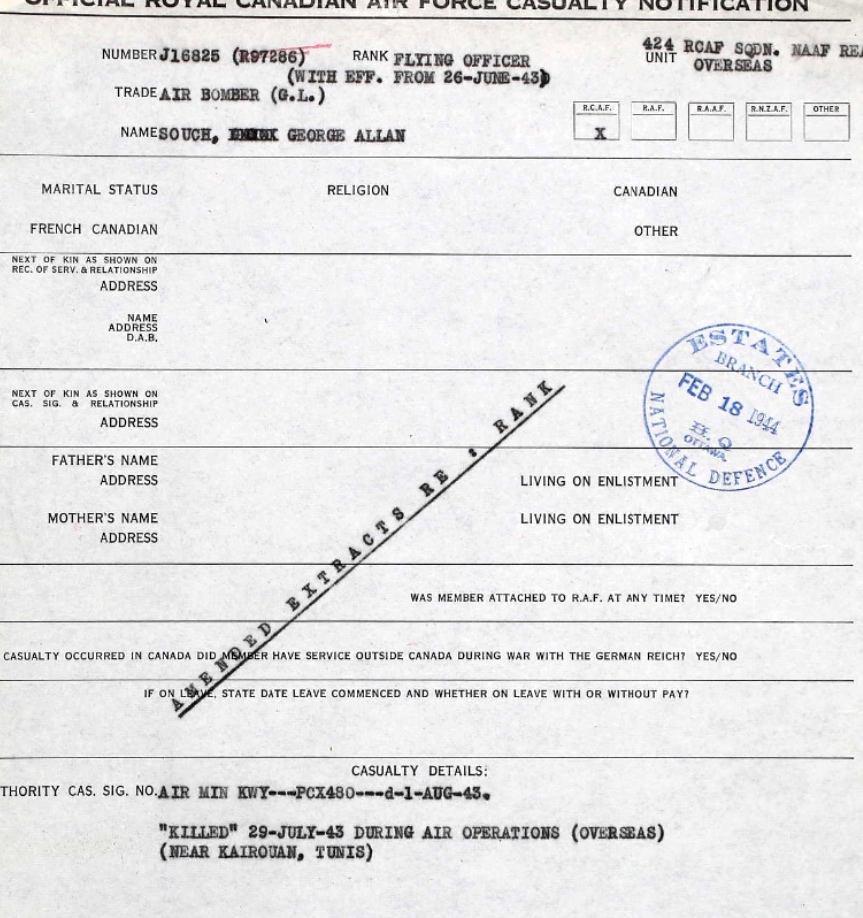 OFFICIAL ROYAL CANADIAN AIR FORCE CASUALTY NOTIFICATION
NUMBER J16825 (R97286) RANK FLYING OFFICER 424 RCAF SQDN. NAAF
(WITH EFF. FROM 26-JUNE-43) UNIT OVERSEAS
TRADE AIR BOMBER (G.L.)
R.C.A.F. R.A.F. R.A.A.F. R.N.Z.A.F. OTHER
NAME SOUCH, GEORGE ALLAN X
MARITAL STATUS RELIGION CANADIAN
FRENCH CANADIAN OTHER
NEXT OF KIN AS SHOWN ON
REC. OF SERV. & RELATIONSHIP
ADDRESS
NAME
ADDRESS
D.A.B.
ESTATES
BRANCH
FEB 18 1944
H.Q
OTTAWA
NATIONAL DEFENCE
NEXT OF KIN AS SHOWN ON
CAS. SIG. & RELATIONSHIP
ADDRESS
AMENDED EXTRACTS RE : RANK
FATHER'S NAME
ADDRESS LIVING ON ENLISTMENT
MOTHER'S NAME LIVING ON ENLISTMENT
ADDRESS
WAS MEMBER ATTACHED TO R.A.F. AT ANY TIME? YES/NO
CASUALTY OCCURRED IN CANADA DID MEMBER HAVE SERVICE OUTSIDE CANADA DURING WAR WITH THE GERMAN REICH? YES/NO
IF ON LEAVE, STATE DATE LEAVE COMMENCED AND WHETHER ON LEAVE WITH OR WITHOUT PAY?
CASUALTY DETAILS:
THORITY CAS. SIG. NO. AIR MIN KWY---PCX480---d-1-AUG-43.
"KILLED" 29-JULY-43 DURING AIR OPERATIONS (OVERSEAS)
(NEAR KAIROUAN, TUNIS)